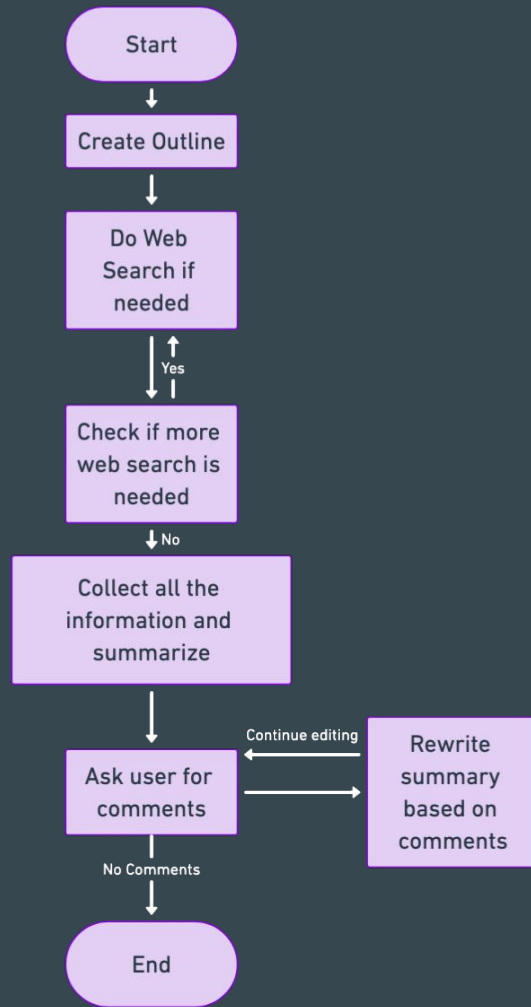 Start
Create Outline
Do Web
Search if
needed
Yes
Check if more
web search is
needed
No
Collect all the
information and
summarize
Ask user for
comments
Continue editing
Rewrite
summary
based on
comments
No Comments
End